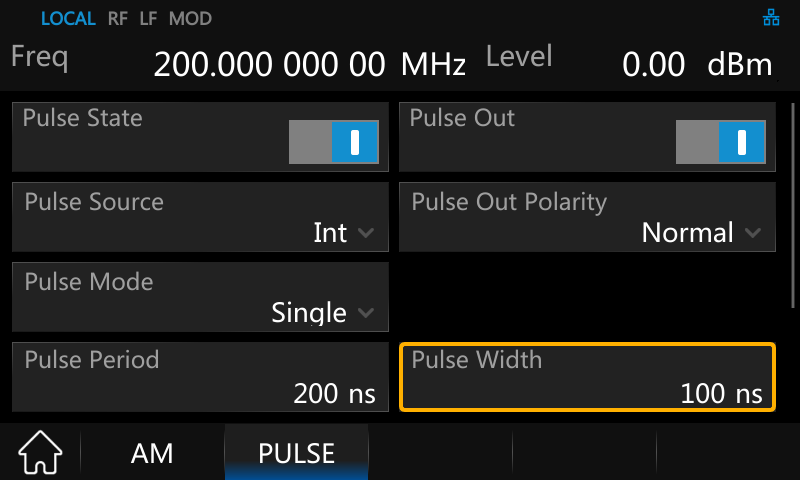 LOCAL RF LF MOD
Freq 200.000 000 00 MHz Level 0.00 dBm
Pulse State Pulse Out
Pulse Source Pulse Out Polarity
Int Normal
Pulse Mode
Single
Pulse Period Pulse Width
200 ns 100 ns
AM PULSE